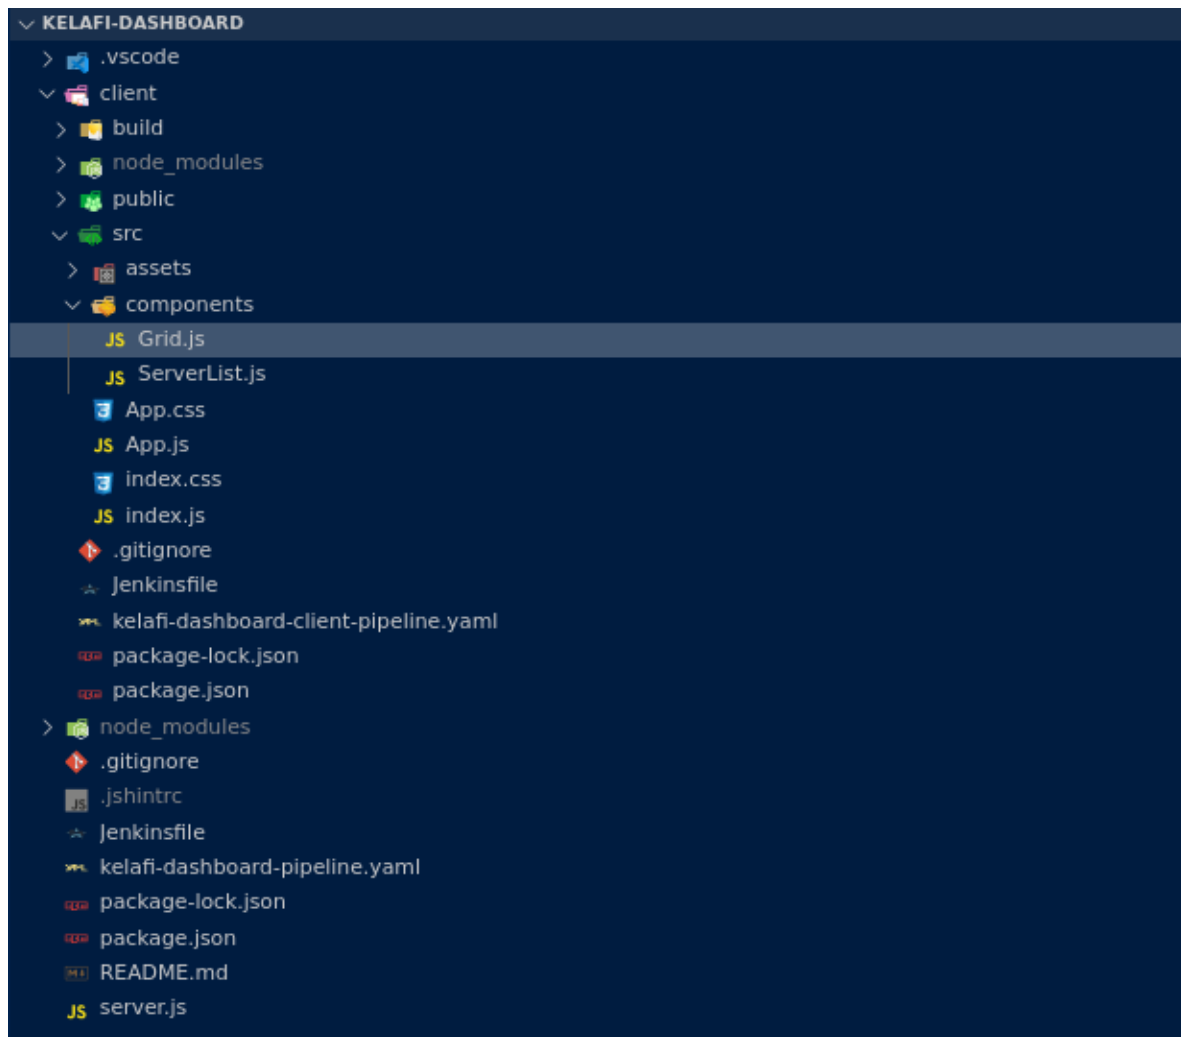 KELAFI-DASHBOARD
.vscode
client
build
node_modules
public
src
assets
components
JS Grid.js
JS ServerList.js
App.css
JS App.js
index.css
JS index.js
.gitignore
Jenkinsfile
kelafi-dashboard-client-pipeline.yaml
package-lock.json
package.json
node_modules
.gitignore
JS .jshintrc
Jenkinsfile
kelafi-dashboard-pipeline.yaml
package-lock.json
package.json
README.md
JS server.js